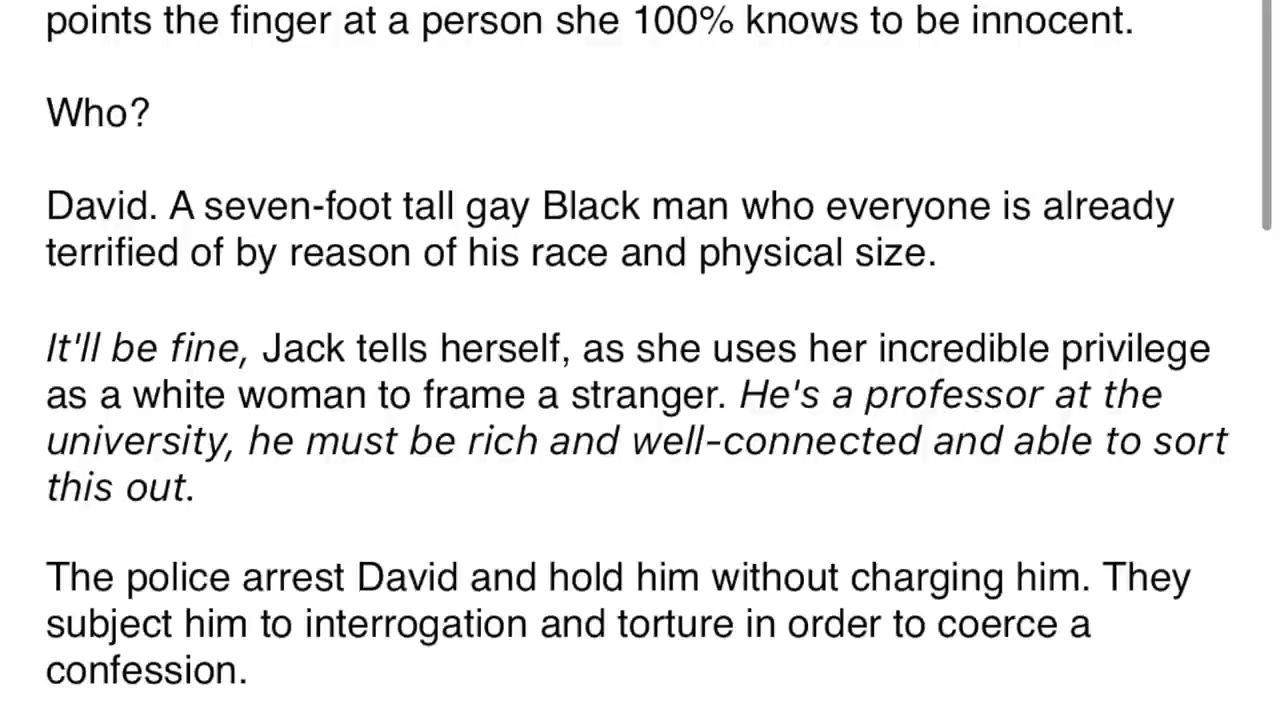 points the finger at a person she 100% knows to be innocent.
Who?
David. A seven-foot tall gay Black man who everyone is already
terrified of by reason of his race and physical size.
It'll be fine, Jack tells herself, as she uses her incredible privilege
as a white woman to frame a stranger. He's a professor at the
university, he must be rich and well-connected and able to sort
this out.
The police arrest David and hold him without charging him. They
subject him to interrogation and torture in order to coerce a
confession.